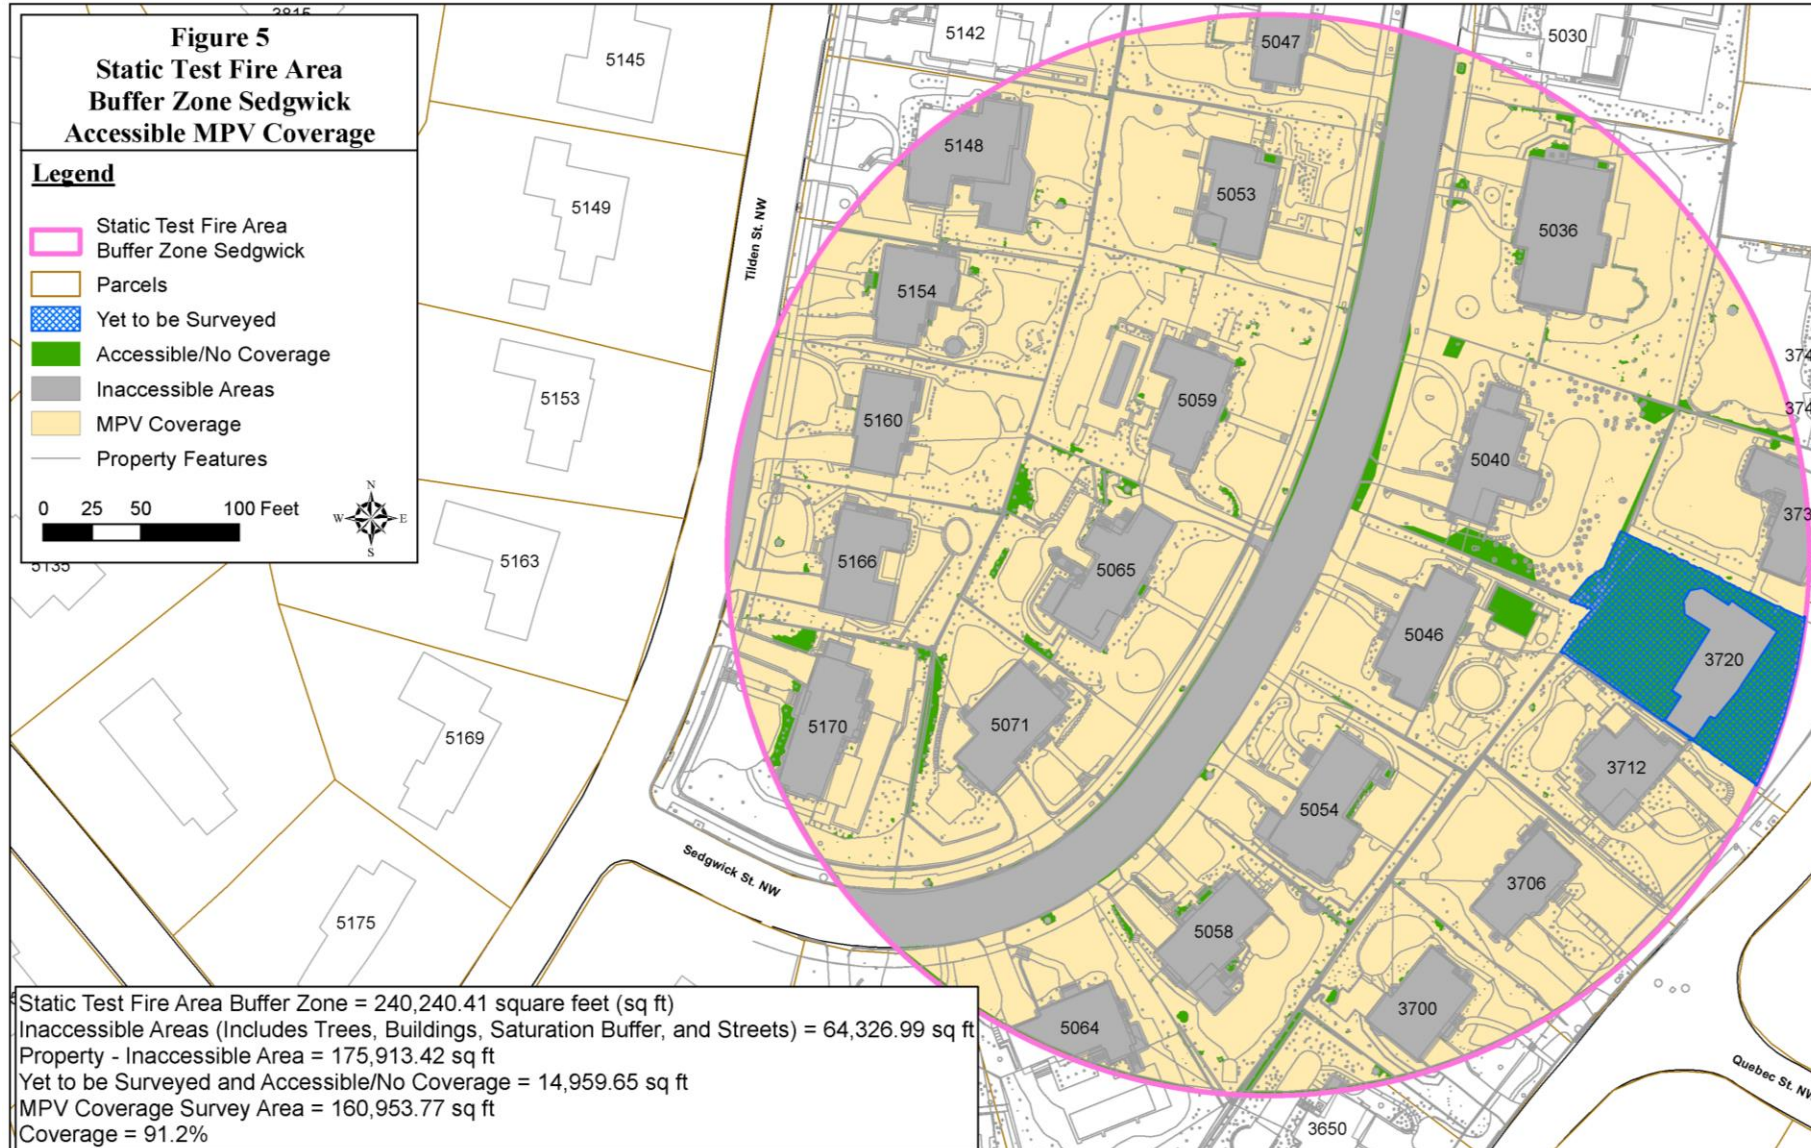 Figure 5
Static Test Fire Area
Buffer Zone Sedgwick
Accessible MPV Coverage
Legend
Static Test Fire Area
Buffer Zone Sedgwick
Parcels
Yet to be Surveyed
Accessible/No Coverage
Inaccessible Areas
MPV Coverage
Property Features
0 25 50 100 Feet
N
W E
S
5145
5142
5047
5030
5148
5053
5036
5149
Tilden St. NW
5154
5153
5160
5059
5040
5163
5166
5065
5046
3720
5169
5170
5071
3712
5054
3706
5175
Sedgwick St. NW
5058
3700
5064
Quebec St. NW
3650
Static Test Fire Area Buffer Zone = 240,240.41 square feet (sq ft)
Inaccessible Areas (Includes Trees, Buildings, Saturation Buffer, and Streets) = 64,326.99 sq ft
Property - Inaccessible Area = 175,913.42 sq ft
Yet to be Surveyed and Accessible/No Coverage = 14,959.65 sq ft
MPV Coverage Survey Area = 160,953.77 sq ft
Coverage = 91.2%